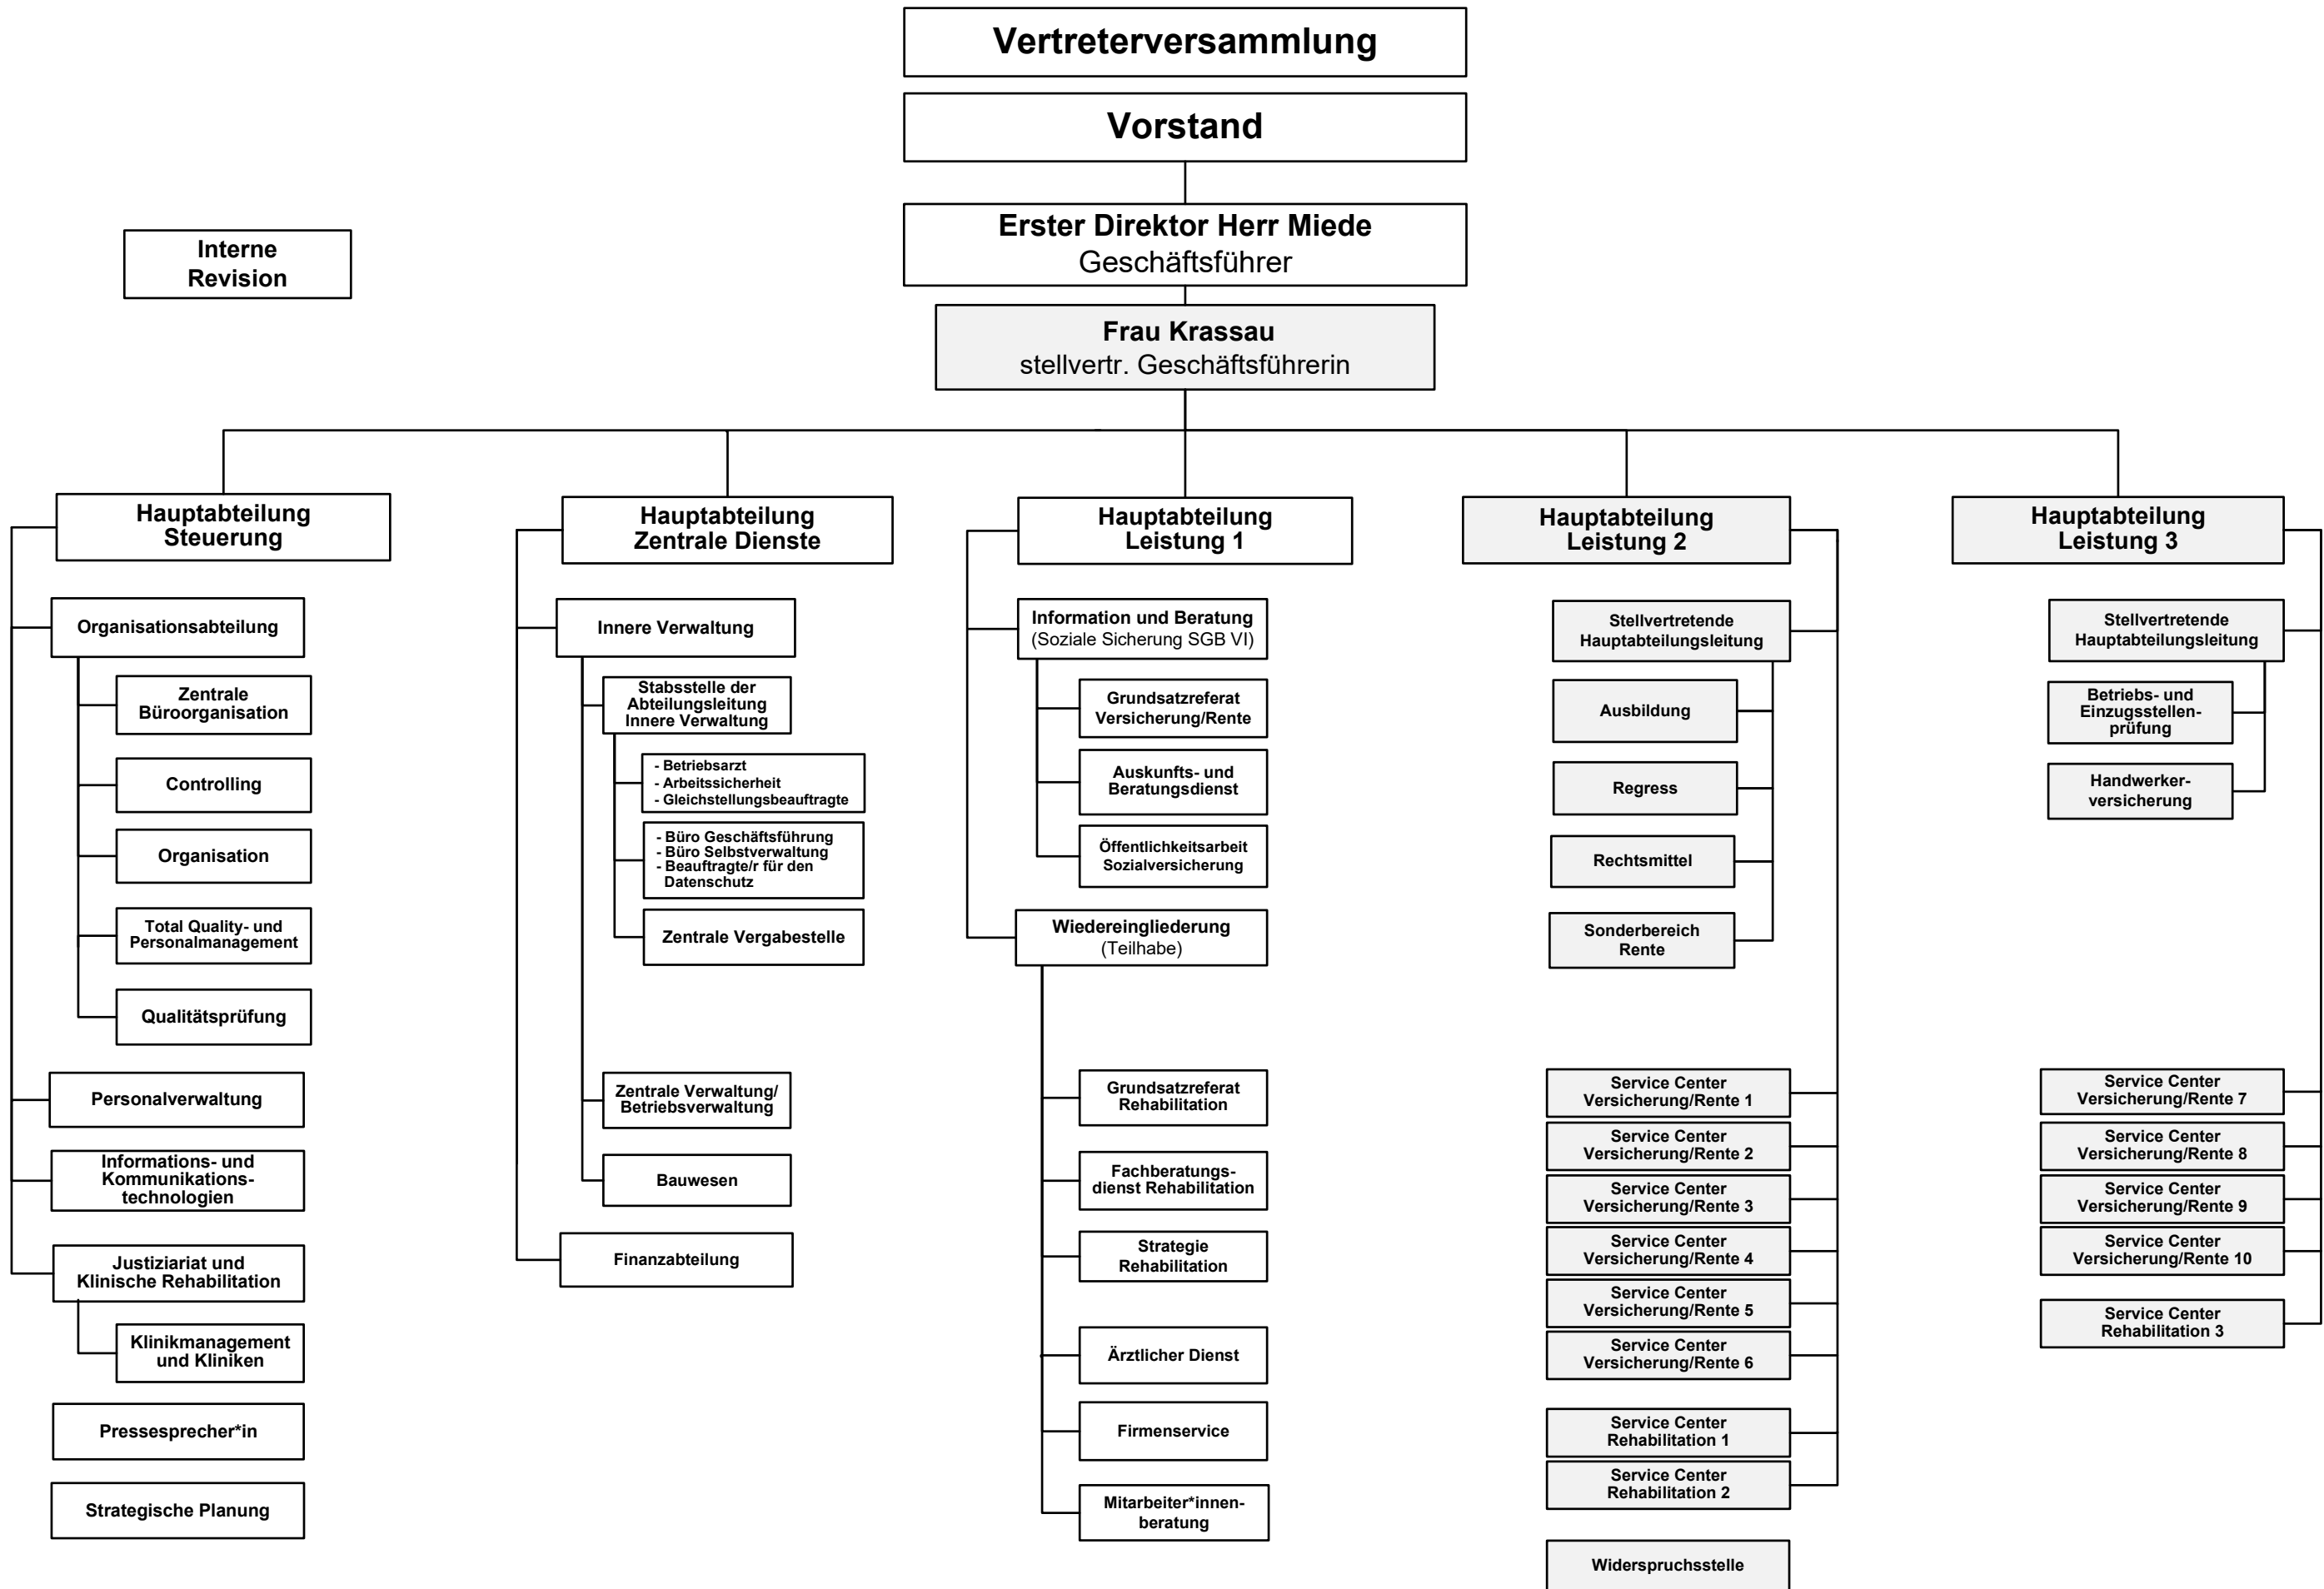 Vertreterversammlung
Vorstand
Erster Direktor Herr Miede
Geschäftsführer
Interne
Revision
Frau Krassau
stellvertr. Geschäftsführerin
Hauptabteilung
Steuerung
Organisationsabteilung
Zentrale
Büroorganisation
Controlling
Organisation
Total Quality- und
Personalmanagement
Qualitätsprüfung
Personalverwaltung
Informations- und
Kommunikations-
technologien
Justiziariat und
Klinische Rehabilitation
Klinikmanagement
und Kliniken
Pressesprecher*in
Strategische Planung
Hauptabteilung
Zentrale Dienste
Innere Verwaltung
Stabsstelle der
Abteilungsleitung
Innere Verwaltung
- Betriebsarzt
- Arbeitssicherheit
- Gleichstellungsbeauftragte
- Büro Geschäftsführung
- Büro Selbstverwaltung
- Beauftragte/r für den
Datenschutz
Zentrale Vergabestelle
Zentrale Verwaltung/
Betriebsverwaltung
Bauwesen
Finanzabteilung
Hauptabteilung
Leistung 1
Information und Beratung
(Soziale Sicherung SGB VI)
Grundsatzreferat
Versicherung/Rente
Auskunfts- und
Beratungsdienst
Öffentlichkeitsarbeit
Sozialversicherung
Wiedereingliederung
(Teilhabe)
Grundsatzreferat
Rehabilitation
Fachberatungs-
dienst Rehabilitation
Strategie
Rehabilitation
Ärztlicher Dienst
Firmenservice
Mitarbeiter*innen-
beratung
Hauptabteilung
Leistung 2
Stellvertretende
Hauptabteilungsleitung
Ausbildung
Regress
Rechtsmittel
Sonderbereich
Rente
Service Center
Versicherung/Rente 1
Service Center
Versicherung/Rente 2
Service Center
Versicherung/Rente 3
Service Center
Versicherung/Rente 4
Service Center
Versicherung/Rente 5
Service Center
Versicherung/Rente 6
Service Center
Rehabilitation 1
Service Center
Rehabilitation 2
Widerspruchsstelle
Hauptabteilung
Leistung 3
Stellvertretende
Hauptabteilungsleitung
Betriebs- und
Einzugsstellen-
prüfung
Handwerker-
versicherung
Service Center
Versicherung/Rente 7
Service Center
Versicherung/Rente 8
Service Center
Versicherung/Rente 9
Service Center
Versicherung/Rente 10
Service Center
Rehabilitation 3